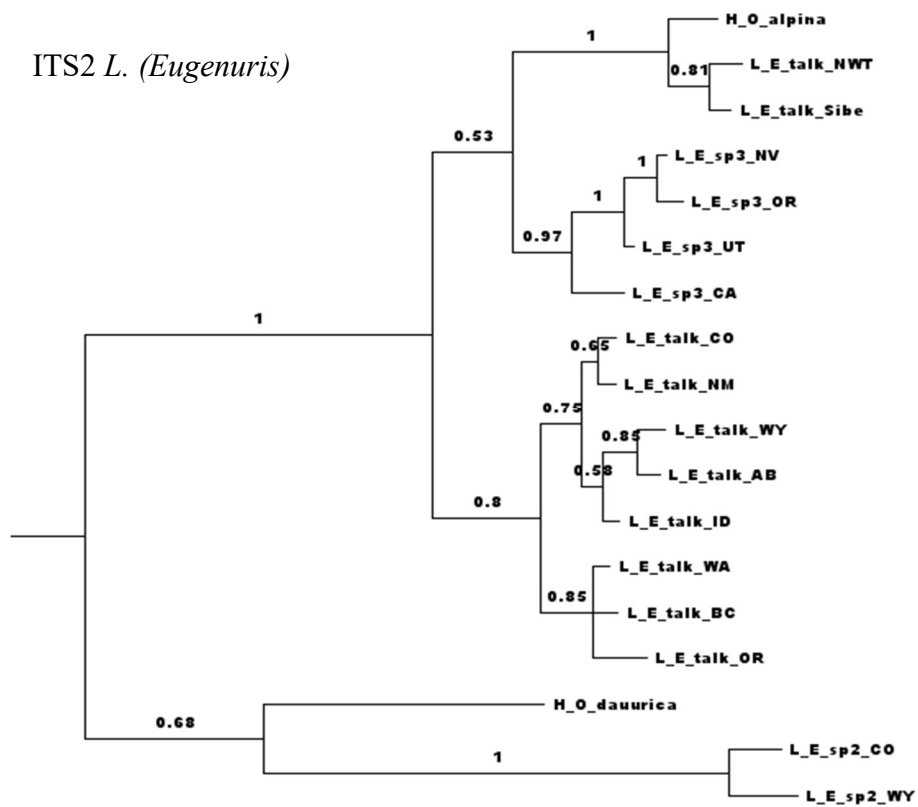 H_O_alpina
1
ITS2 L. (Eugenuris)
L_E_talk_NWT
0.81
L_E_talk_Sibe
0.53
L_E_sp3_NV
1
1
L_E_sp3_OR
0.97
L_E_sp3_UT
L_E_sp3_CA
1
L_E_talk_CO
0.65
L_E_talk_NM
0.75
L_E_talk_WY
0.85
0.58
L_E_talk_AB
0.8
L_E_talk_ID
L_E_talk_WA
0.85
L_E_talk_BC
L_E_talk_OR
H_O_dauurica
0.68
L_E_sp2_CO
1
L_E_sp2_WY